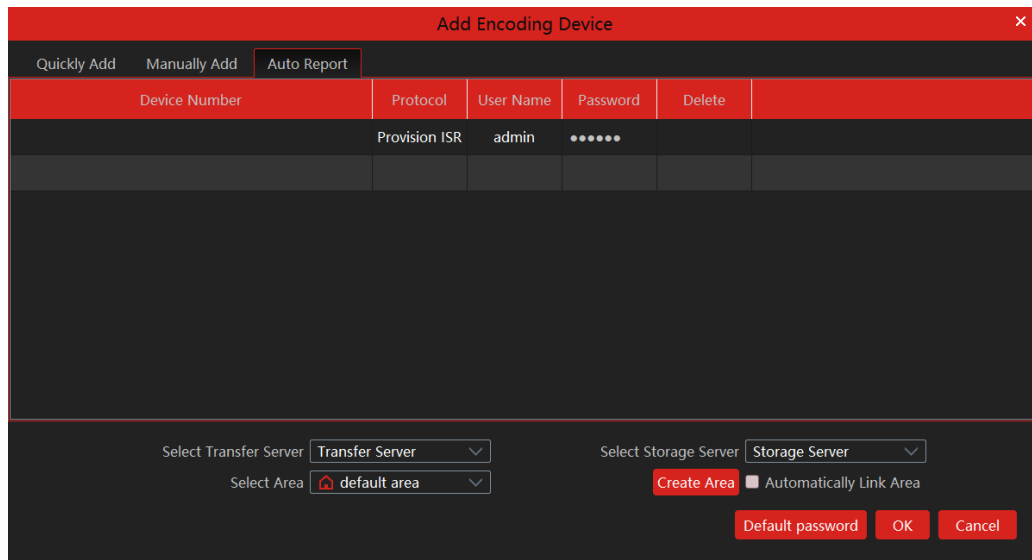 Add Encoding Device
Quickly Add Manually Add Auto Report
Device Number Protocol User Name Password Delete
Provision ISR admin ●●●●●●
Select Transfer Server Transfer Server Select Storage Server Storage Server
Select Area default area Create Area Automatically Link Area
Default password OK Cancel